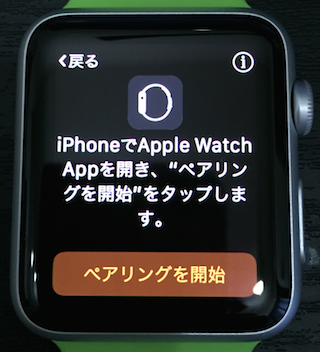 戻る
iPhoneでApple Watch
Appを開き、“ペアリン
グを開始”をタップしま
す。
ペアリングを開始